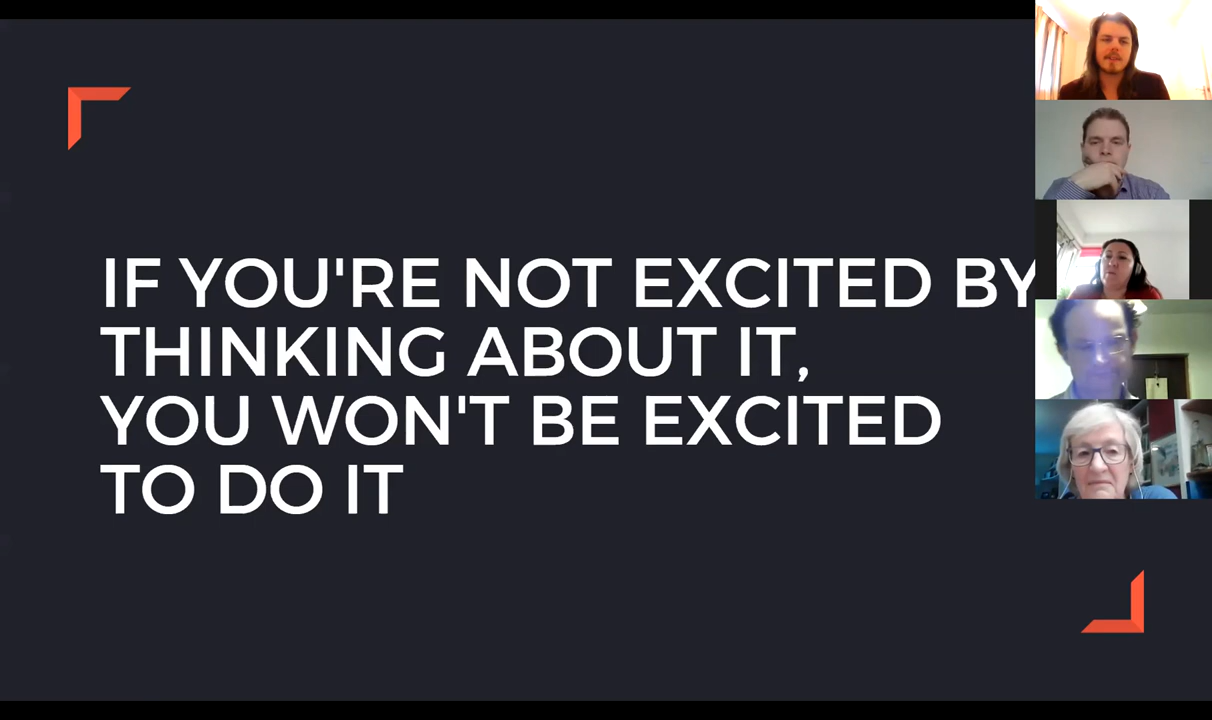 IF YOU'RE NOT EXCITED BY
THINKING ABOUT IT,
YOU WON'T BE EXCITED
TO DO IT